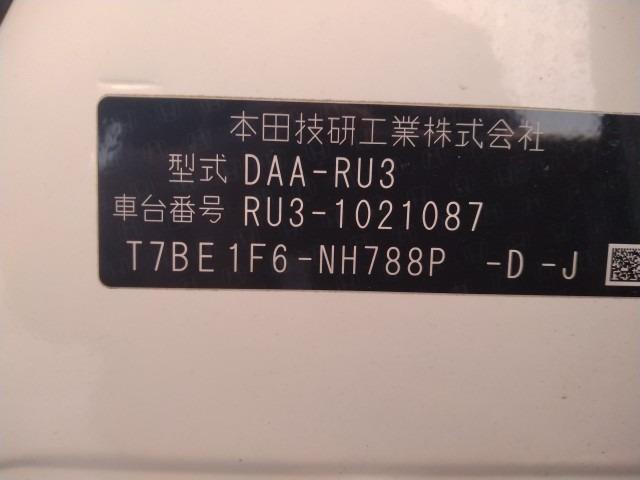 本田技研工業株式会社
型式 DAA-RU3
車台番号 RU3-1021087
T7BE1F6-NH788P -D-J